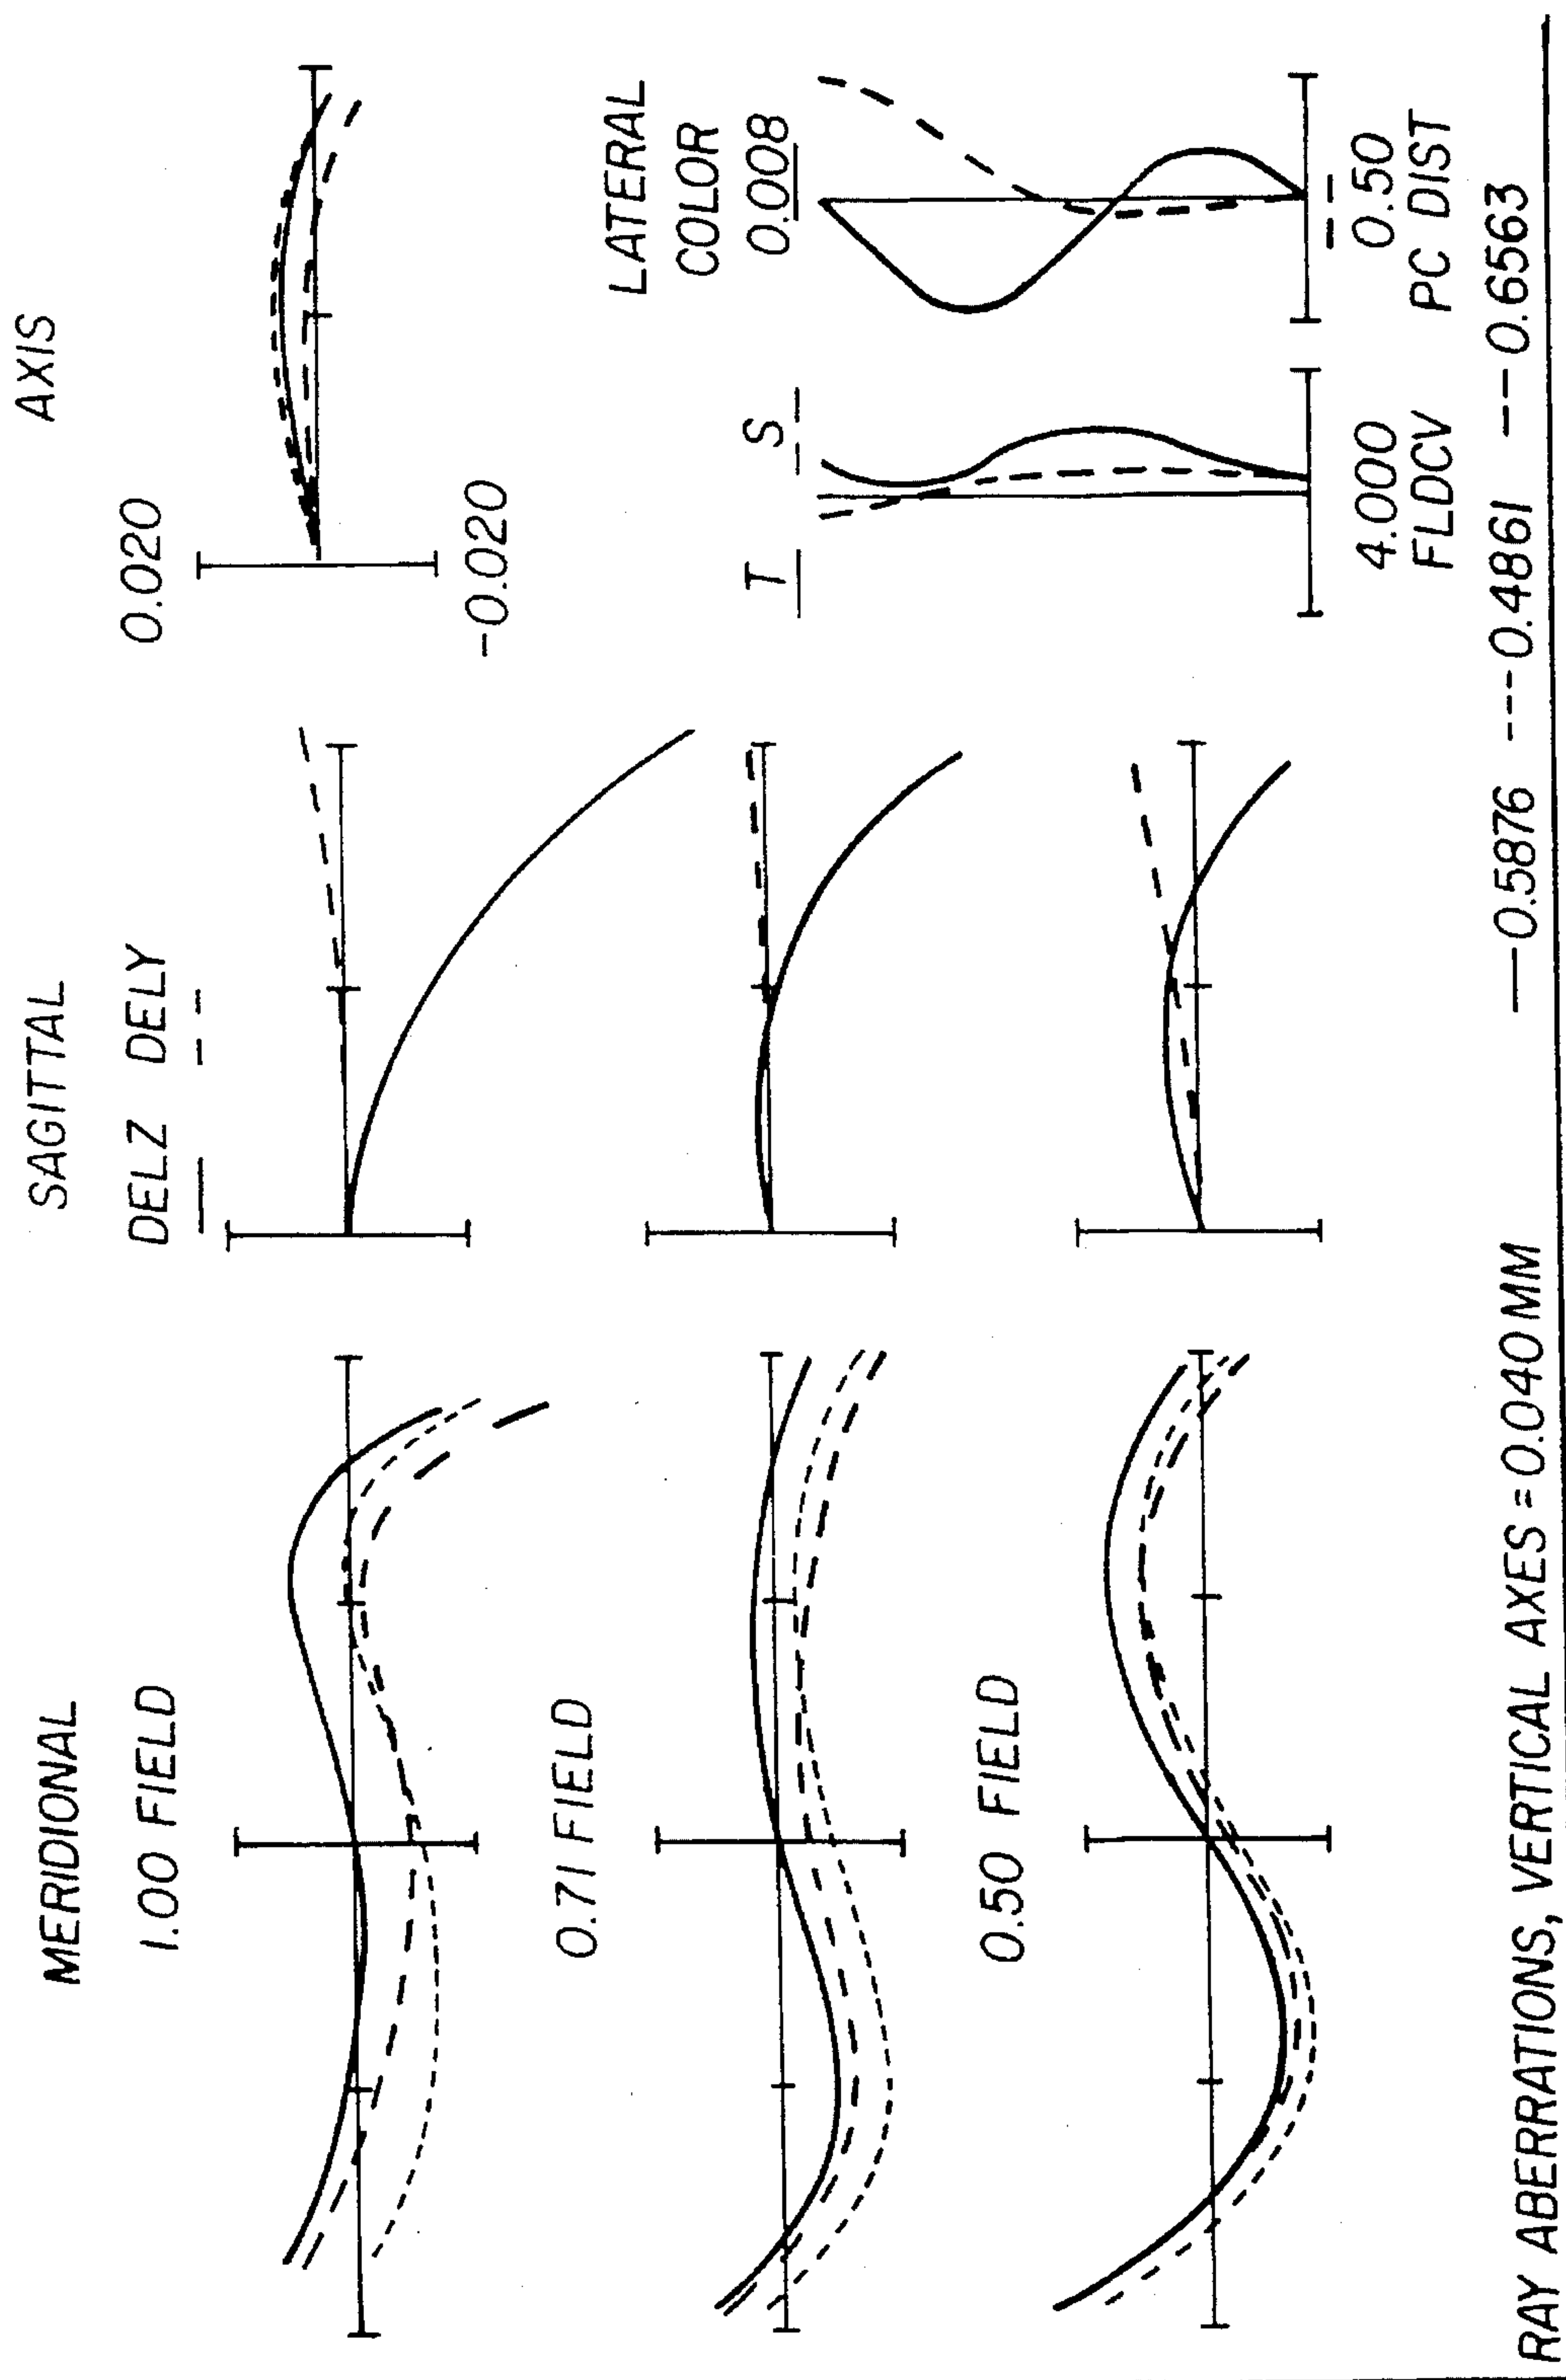 MERIDIONAL
SAGITTAL
AXIS
1.00 FIELD
DELZ DELY
0.020
-0.020
0.71 FIELD
LATERAL
COLOR
T S
0.008
0.50 FIELD
4.000
FLDCV
0.50
PC DIST
RAY ABERRATIONS, VERTICAL AXES = 0.040 MM
0.5876 0.4861 0.6563